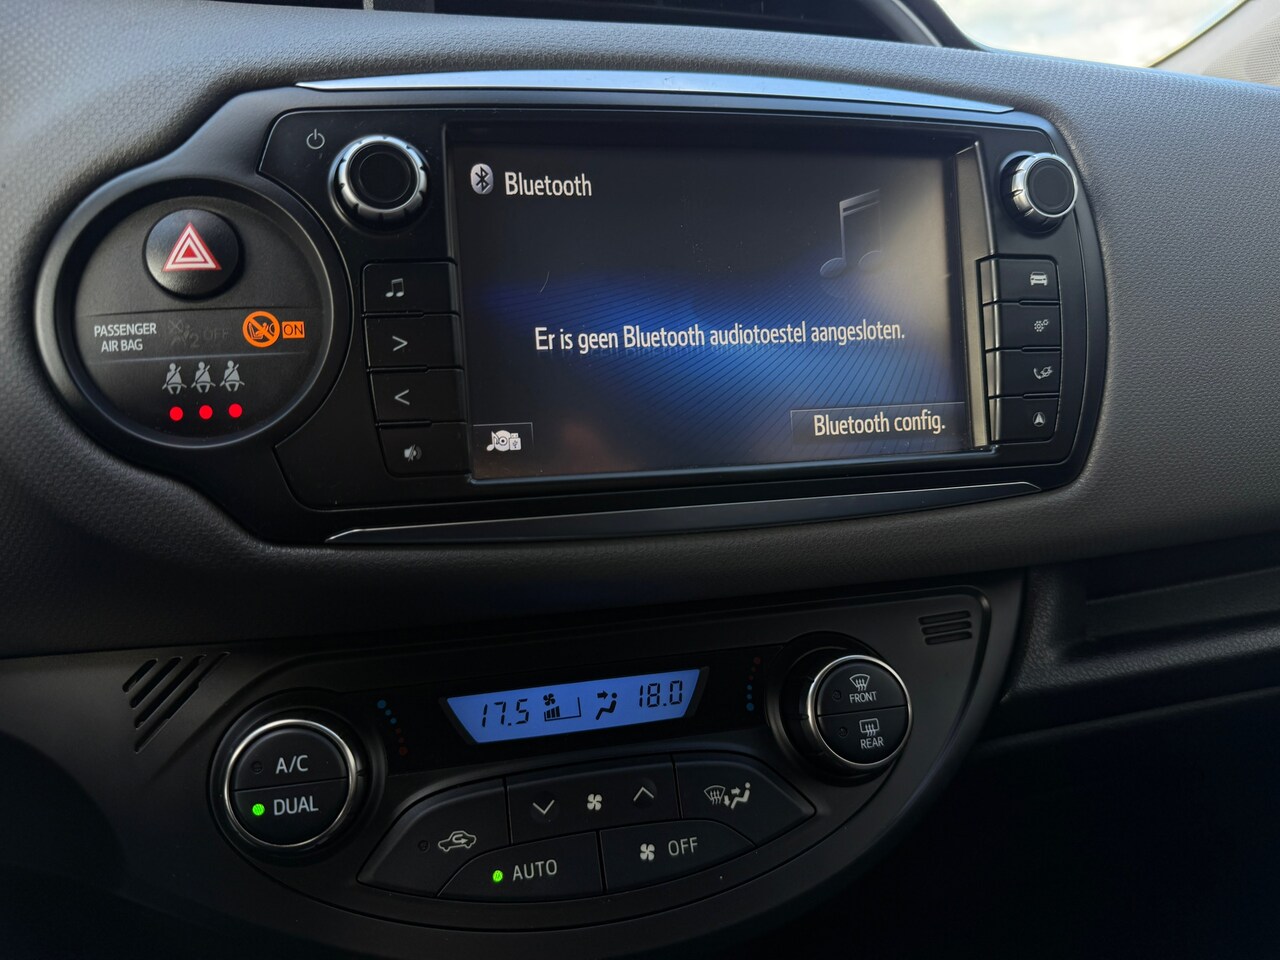 Bluetooth
Er is geen Bluetooth audiotoestel aangesloten.
Bluetooth config.
PASSENGER
AIR BAG
2 OFF
ON
17.5
18.0
FRONT
REAR
A/C
DUAL
AUTO
OFF